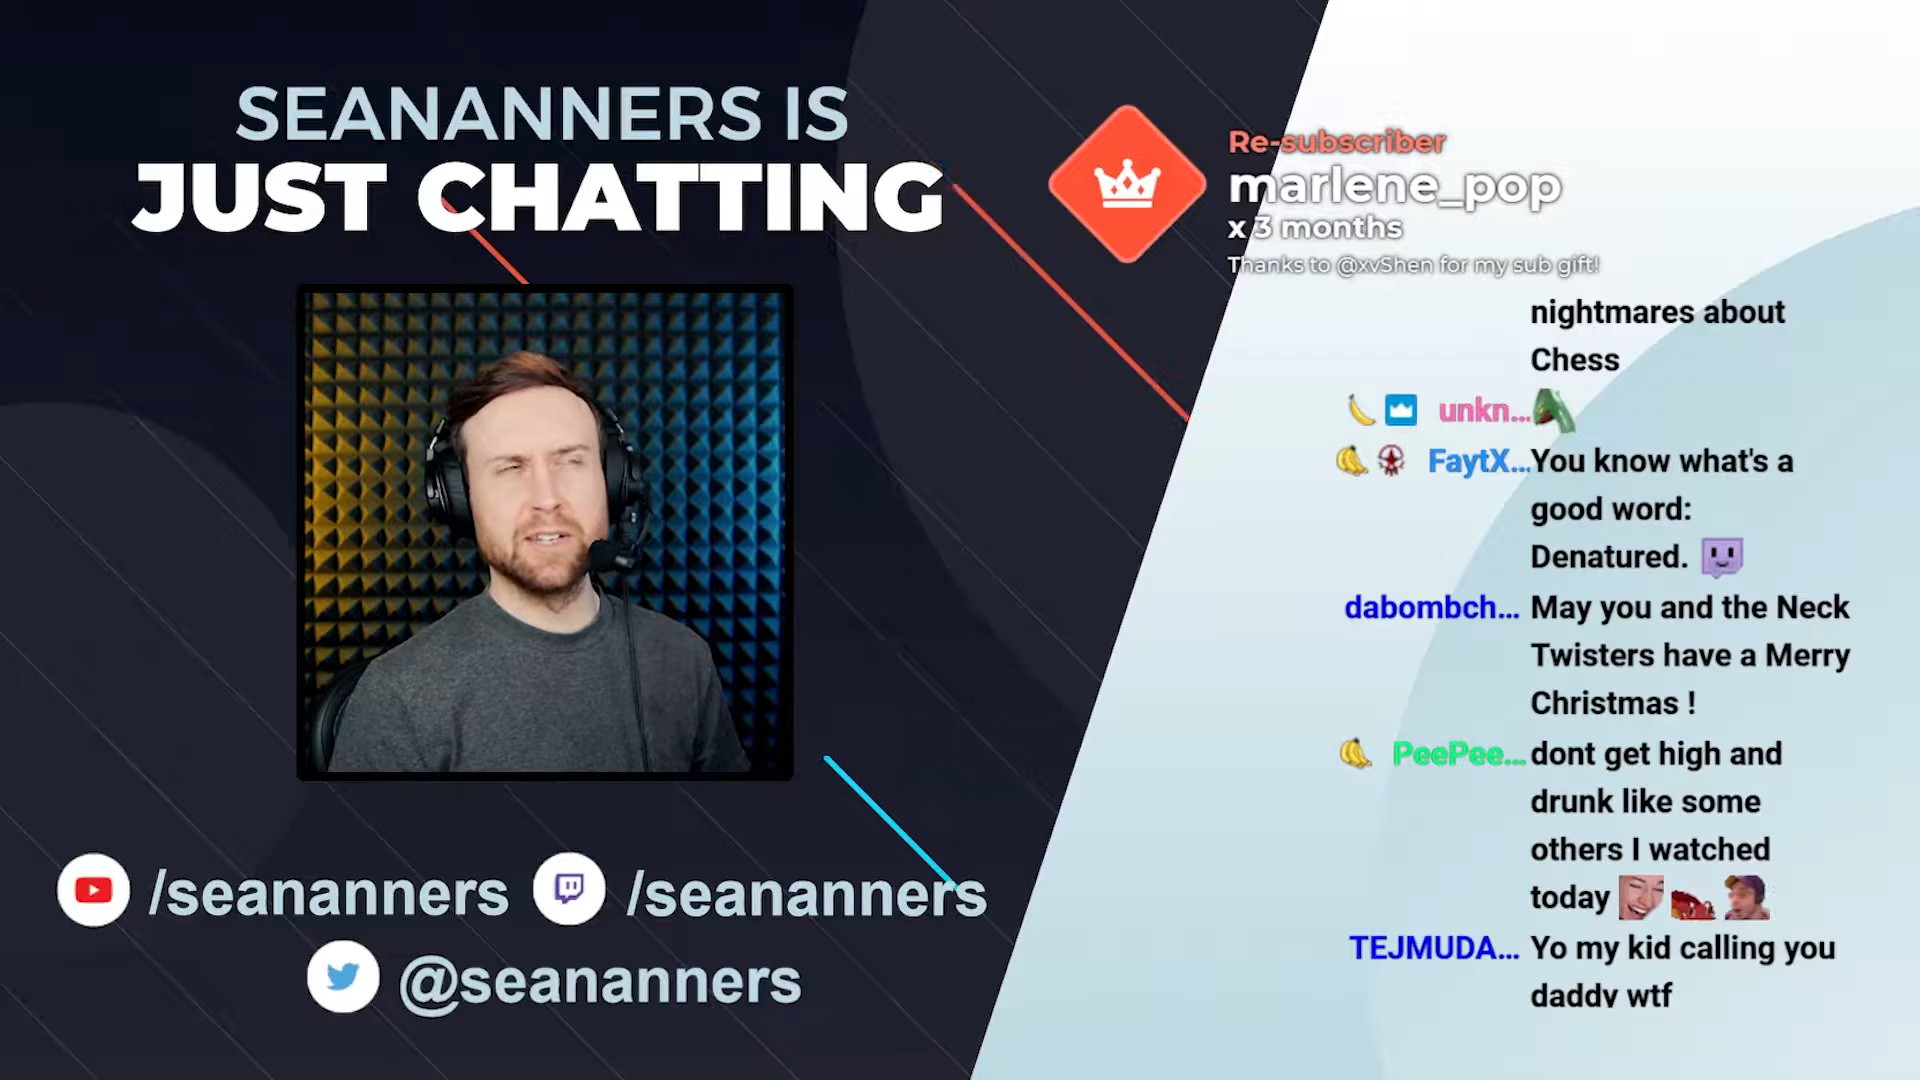 SEANANNERS IS
JUST CHATTING
Re-subscriber
marlene_pop
x 3 months
Thanks to @xvShen for my sub gift!
nightmares about
Chess
unkn...
FaytX... You know what's a
good word:
Denatured.
dabombch... May you and the Neck
Twisters have a Merry
Christmas !
PeePee... dont get high and
drunk like some
others I watched
today
TEJMUDA... Yo my kid calling you
daddy wtf
/seananners /seananners
@seananners